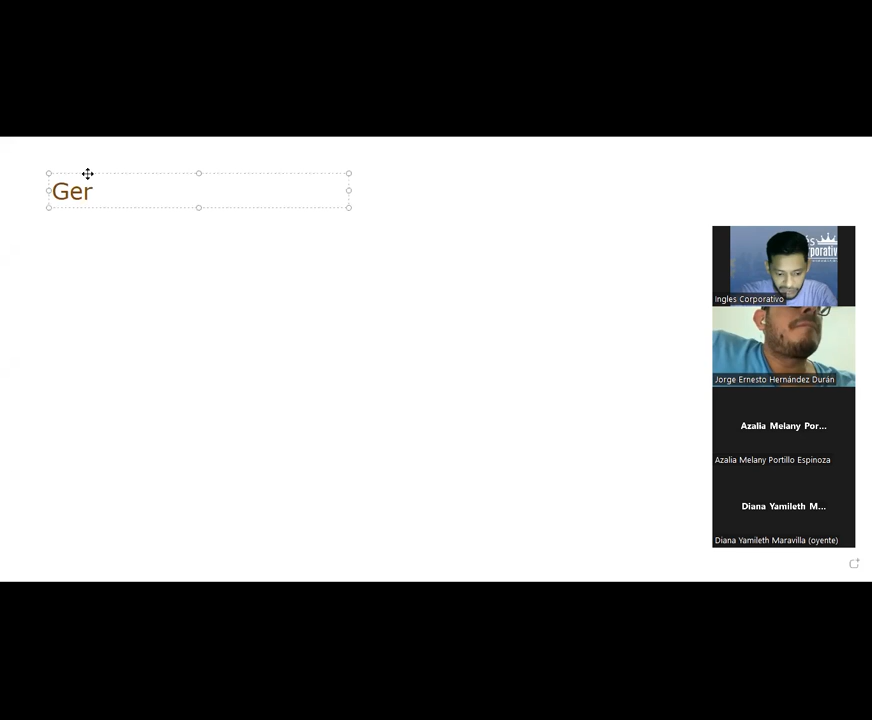 Ger
Ingles Corporativo
Jorge Ernesto Hernández Durán
Azalia Melany Por...
Azalia Melany Portillo Espinoza
Diana Yamileth M...
Diana Yamileth Maravilla (oyente)